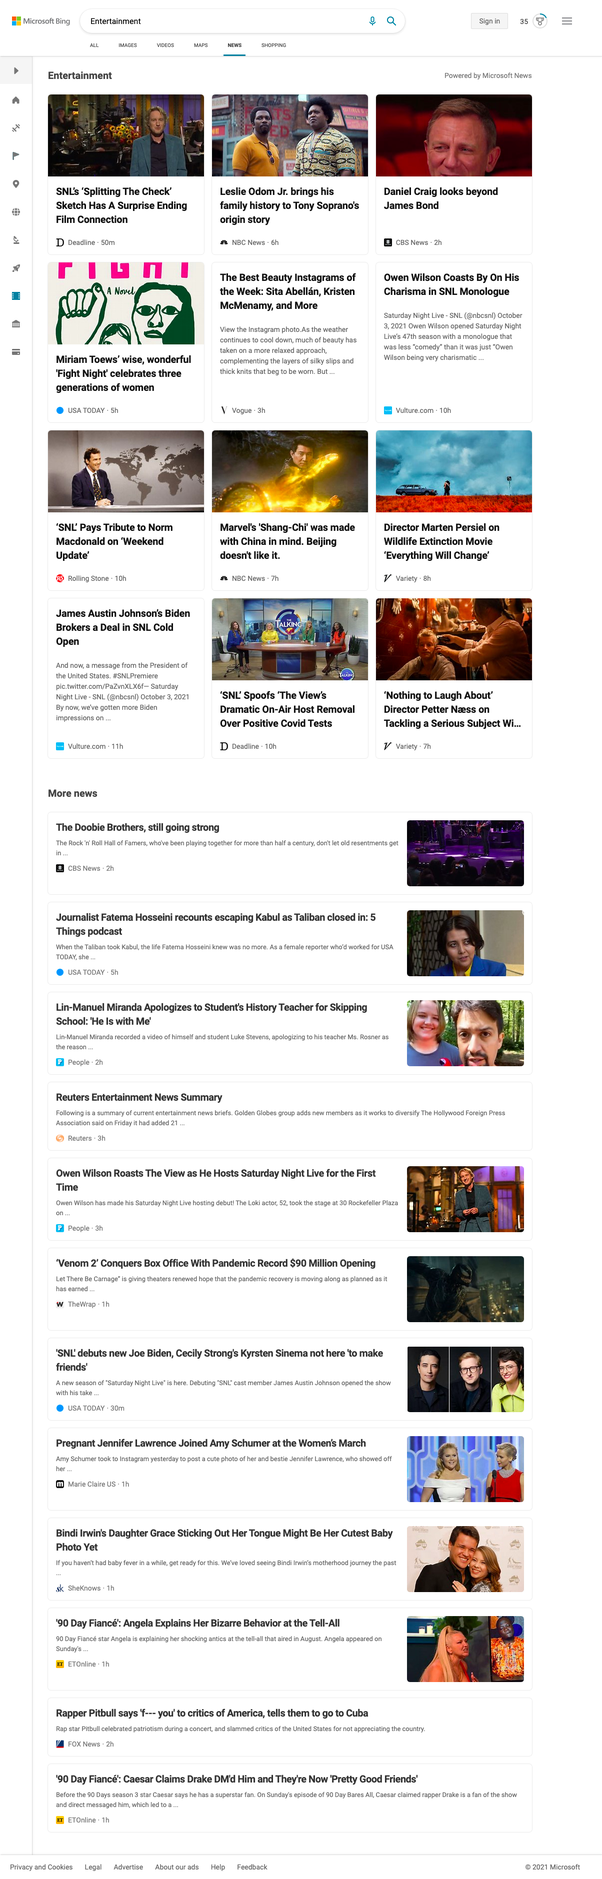 Microsoft Bing
Entertainment
Sign in
35
ALL IMAGES VIDEOS MAPS NEWS SHOPPING
Entertainment
Powered by Microsoft News
SNL's 'Splitting The Check'
Sketch Has A Surprise Ending
Film Connection
Deadline · 50m
Leslie Odom Jr. brings his
family history to Tony Soprano's
origin story
NBC News · 6h
Daniel Craig looks beyond
James Bond
CBS News · 2h
FIGHT
A Novel
Miriam Toews' wise, wonderful
'Fight Night' celebrates three
generations of women
USA TODAY · 5h
The Best Beauty Instagrams of
the Week: Sita Abellán, Kristen
McMenamy, and More
View the Instagram photo.As the weather
continues to cool down, much of beauty has
taken on a more relaxed approach,
complementing the layers of silky slips and
thick knits that beg to be worn. But ...
Vogue · 3h
Owen Wilson Coasts By On His
Charisma in SNL Monologue
Saturday Night Live - SNL (@nbcsnl) October
3, 2021 Owen Wilson opened Saturday Night
Live's 47th season with a monologue that
was less "comedy" than it was just "Owen
Wilson being very charismatic ...
Vulture.com · 10h
'SNL' Pays Tribute to Norm
Macdonald on 'Weekend
Update'
Rolling Stone · 10h
Marvel's 'Shang-Chi' was made
with China in mind. Beijing
doesn't like it.
NBC News · 7h
Director Marten Persiel on
Wildlife Extinction Movie
'Everything Will Change'
Variety · 8h
James Austin Johnson's Biden
Brokers a Deal in SNL Cold
Open
And now, a message from the President of
the United States. #SNLPremiere
pic.twitter.com/PaZvnXLX6f— Saturday
Night Live - SNL (@nbcsnl) October 3, 2021
By now, we've gotten more Biden
impressions on ...
Vulture.com · 11h
TALKING
'SNL' Spoofs 'The View's
Dramatic On-Air Host Removal
Over Positive Covid Tests
Deadline · 10h
'Nothing to Laugh About'
Director Petter Næss on
Tackling a Serious Subject Wi...
Variety · 7h
More news
The Doobie Brothers, still going strong
The Rock 'n' Roll Hall of Famers, who've been playing together for more than half a century, don't let old resentments get
in ...
CBS News · 2h
Journalist Fatema Hosseini recounts escaping Kabul as Taliban closed in: 5
Things podcast
When the Taliban took Kabul, the life Fatema Hosseini knew was no more. As a female reporter who'd worked for USA
TODAY, she ...
USA TODAY · 5h
Lin-Manuel Miranda Apologizes to Student's History Teacher for Skipping
School: 'He Is with Me'
Lin-Manuel Miranda recorded a video of himself and student Luke Stevens, apologizing to his teacher Ms. Rosner as
the reason ...
People · 2h
Reuters Entertainment News Summary
Following is a summary of current entertainment news briefs. Golden Globes group adds new members as it works to diversify The Hollywood Foreign Press
Association said on Friday it had added 21 ...
Reuters · 3h
Owen Wilson Roasts The View as He Hosts Saturday Night Live for the First
Time
Owen Wilson has made his Saturday Night Live hosting debut! The Loki actor, 52, took the stage at 30 Rockefeller Plaza
on ...
People · 3h
'Venom 2' Conquers Box Office With Pandemic Record $90 Million Opening
Let There Be Carnage" is giving theaters renewed hope that the pandemic recovery is moving along as planned as it
has earned ...
TheWrap · 1h
'SNL' debuts new Joe Biden, Cecily Strong's Kyrsten Sinema not here 'to make
friends'
A new season of "Saturday Night Live" is here. Debuting "SNL" cast member James Austin Johnson opened the show
with his take ...
USA TODAY · 30m
Pregnant Jennifer Lawrence Joined Amy Schumer at the Women's March
Amy Schumer took to Instagram yesterday to post a cute photo of her and bestie Jennifer Lawrence, who showed off
her ...
Marie Claire US · 1h
Bindi Irwin's Daughter Grace Sticking Out Her Tongue Might Be Her Cutest Baby
Photo Yet
If you haven't had baby fever in a while, get ready for this. We've loved seeing Bindi Irwin's motherhood journey the past
...
SheKnows · 1h
'90 Day Fiancé': Angela Explains Her Bizarre Behavior at the Tell-All
90 Day Fiancé star Angela is explaining her shocking antics at the tell-all that aired in August. Angela appeared on
Sunday's ...
ETOnline · 1h
Rapper Pitbull says 'f--- you' to critics of America, tells them to go to Cuba
Rap star Pitbull celebrated patriotism during a concert, and slammed critics of the United States for not appreciating the country.
FOX News · 2h
'90 Day Fiancé': Caesar Claims Drake DM'd Him and They're Now 'Pretty Good Friends'
Before the 90 Days season 3 star Caesar says he has a superstar fan. On Sunday's episode of 90 Day Bares All, Caesar claimed rapper Drake is a fan of the show
and direct messaged him, which led to a ...
ETOnline · 1h
Privacy and Cookies Legal Advertise About our ads Help Feedback
© 2021 Microsoft